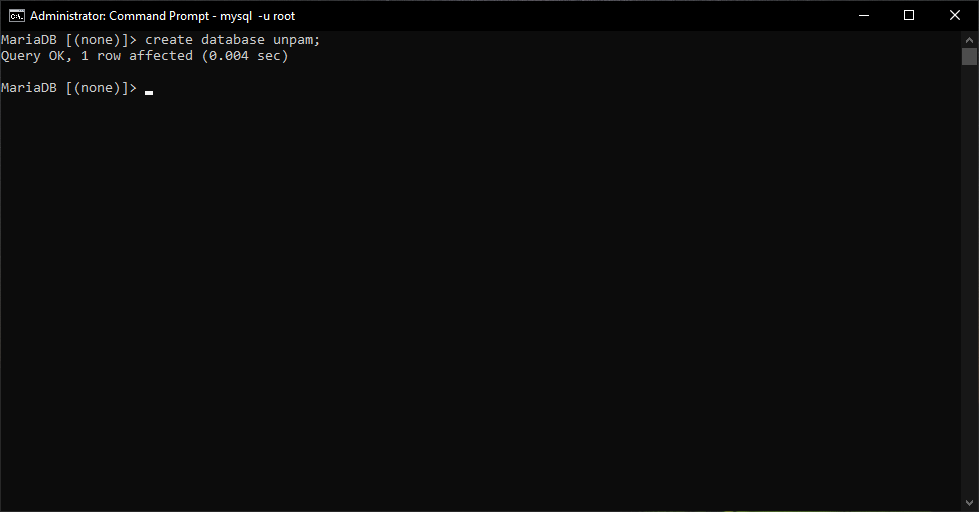 Administrator: Command Prompt - mysql  -u root
MariaDB [(none)]> create database unpam;
Query OK, 1 row affected (0.004 sec)
MariaDB [(none)]>